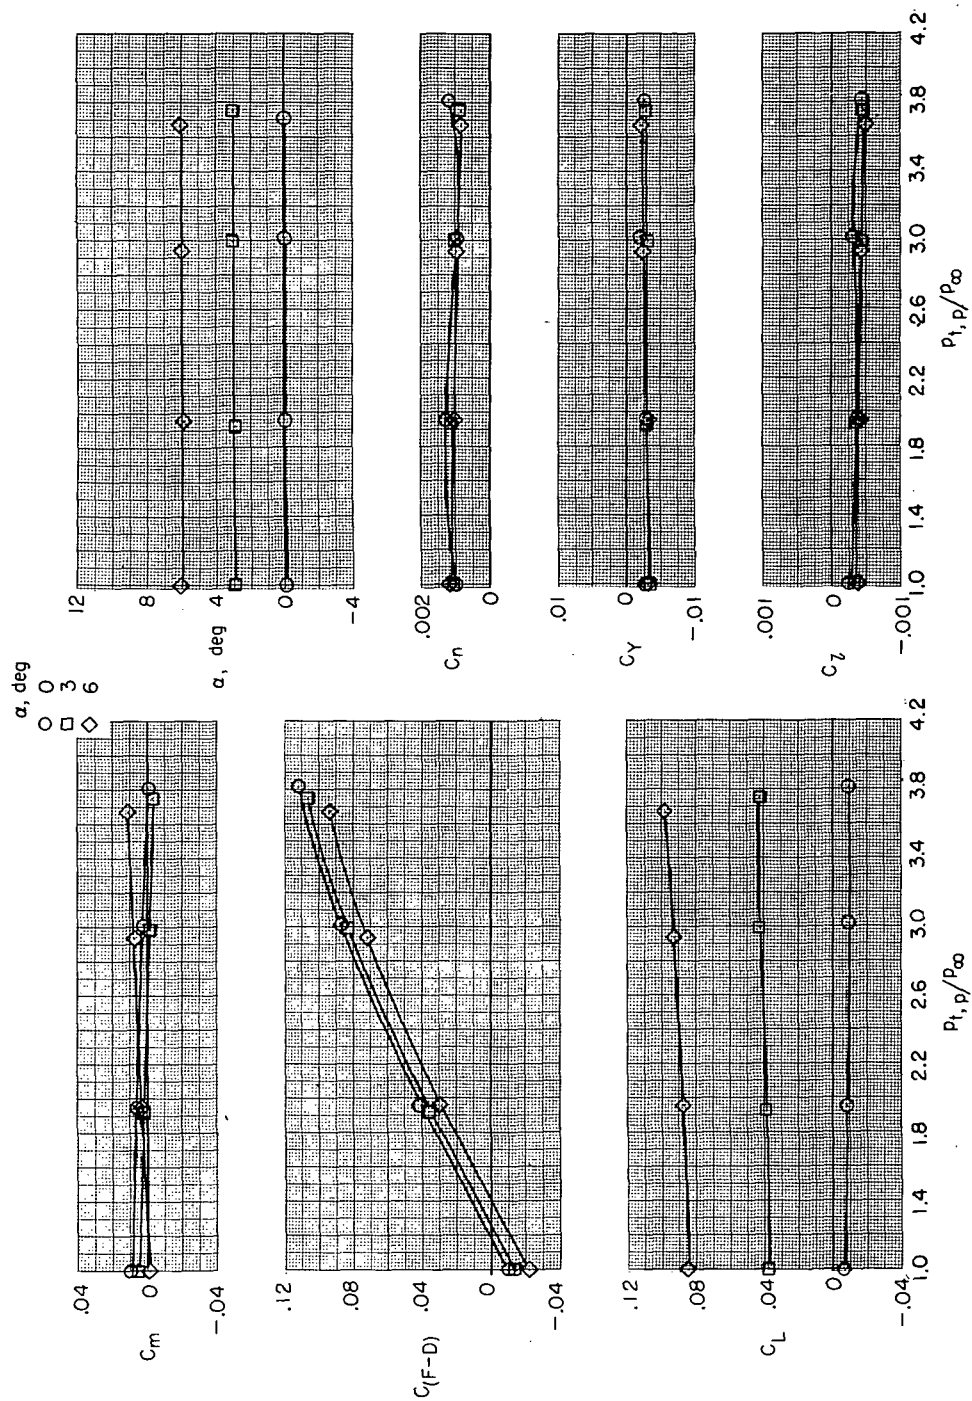 α, deg
○ 0
□ 3
◇ 6
.04
0
-.04
Cm
.12
.08
.04
0
-.04
C(F-D)
.12
.08
.04
0
-.04
CL
1.0 1.4 1.8 2.2 2.6 3.0 3.4 3.8 4.2
pt,p/p∞
12
8
4
0
-4
α, deg
.002
0
Cn
.01
0
-.01
CY
.001
0
-.001
Cl
1.0 1.4 1.8 2.2 2.6 3.0 3.4 3.8 4.2
pt,p/p∞